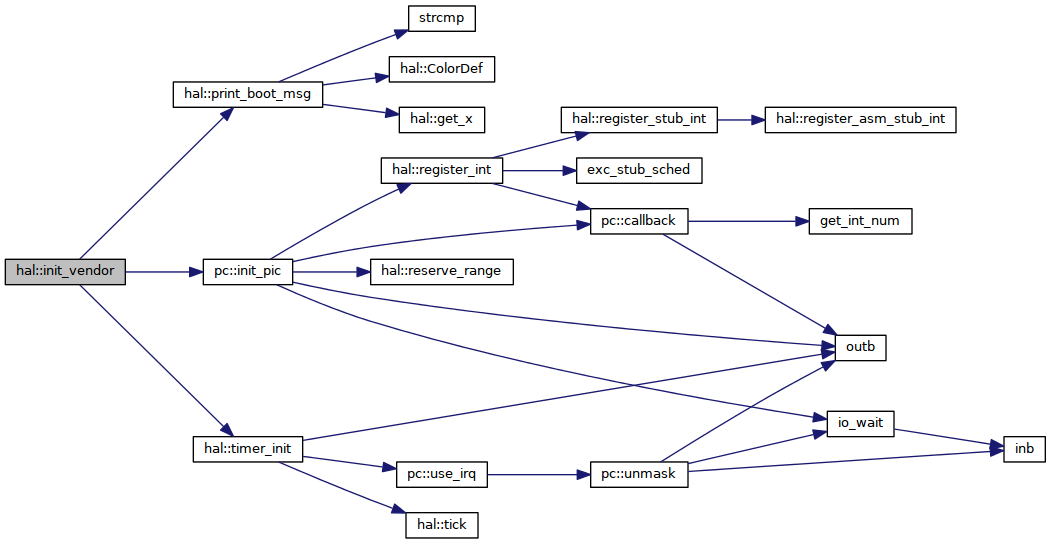 strcmp
hal::ColorDef
hal::print_boot_msg
hal::get_x
hal::register_stub_int
hal::register_asm_stub_int
hal::register_int
exc_stub_sched
pc::callback
get_int_num
hal::init_vendor
pc::init_pic
hal::reserve_range
outb
io_wait
hal::timer_init
inb
pc::use_irq
pc::unmask
hal::tick